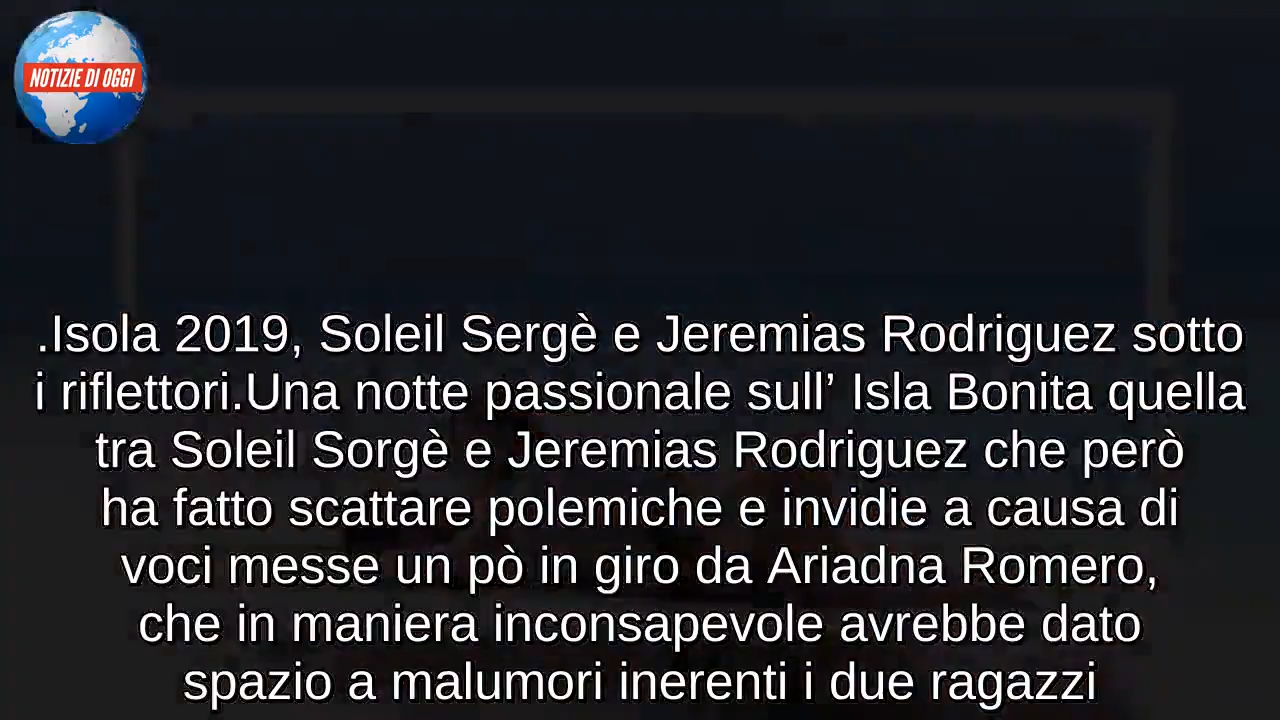 NOTIZIE DI OGGI
.Isola 2019, Soleil Sergè e Jeremias Rodriguez sotto
i riflettori.Una notte passionale sull’ Isla Bonita quella
tra Soleil Sorgè e Jeremias Rodriguez che però
ha fatto scattare polemiche e invidie a causa di
voci messe un pò in giro da Ariadna Romero,
che in maniera inconsapevole avrebbe dato
spazio a malumori inerenti i due ragazzi